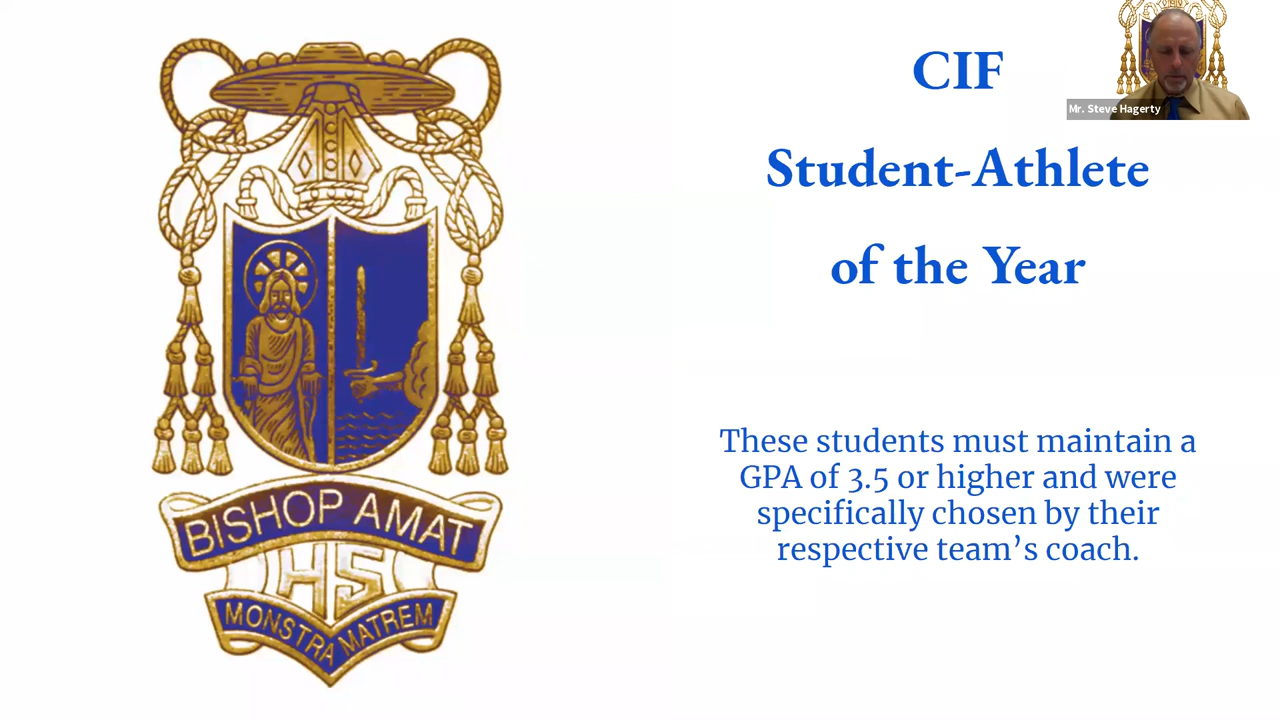 BISHOP AMAT
HS
MONSTRA MATREM
CIF
Student-Athlete
of the Year
Mr. Steve Hagerty
These students must maintain a
GPA of 3.5 or higher and were
specifically chosen by their
respective team’s coach.